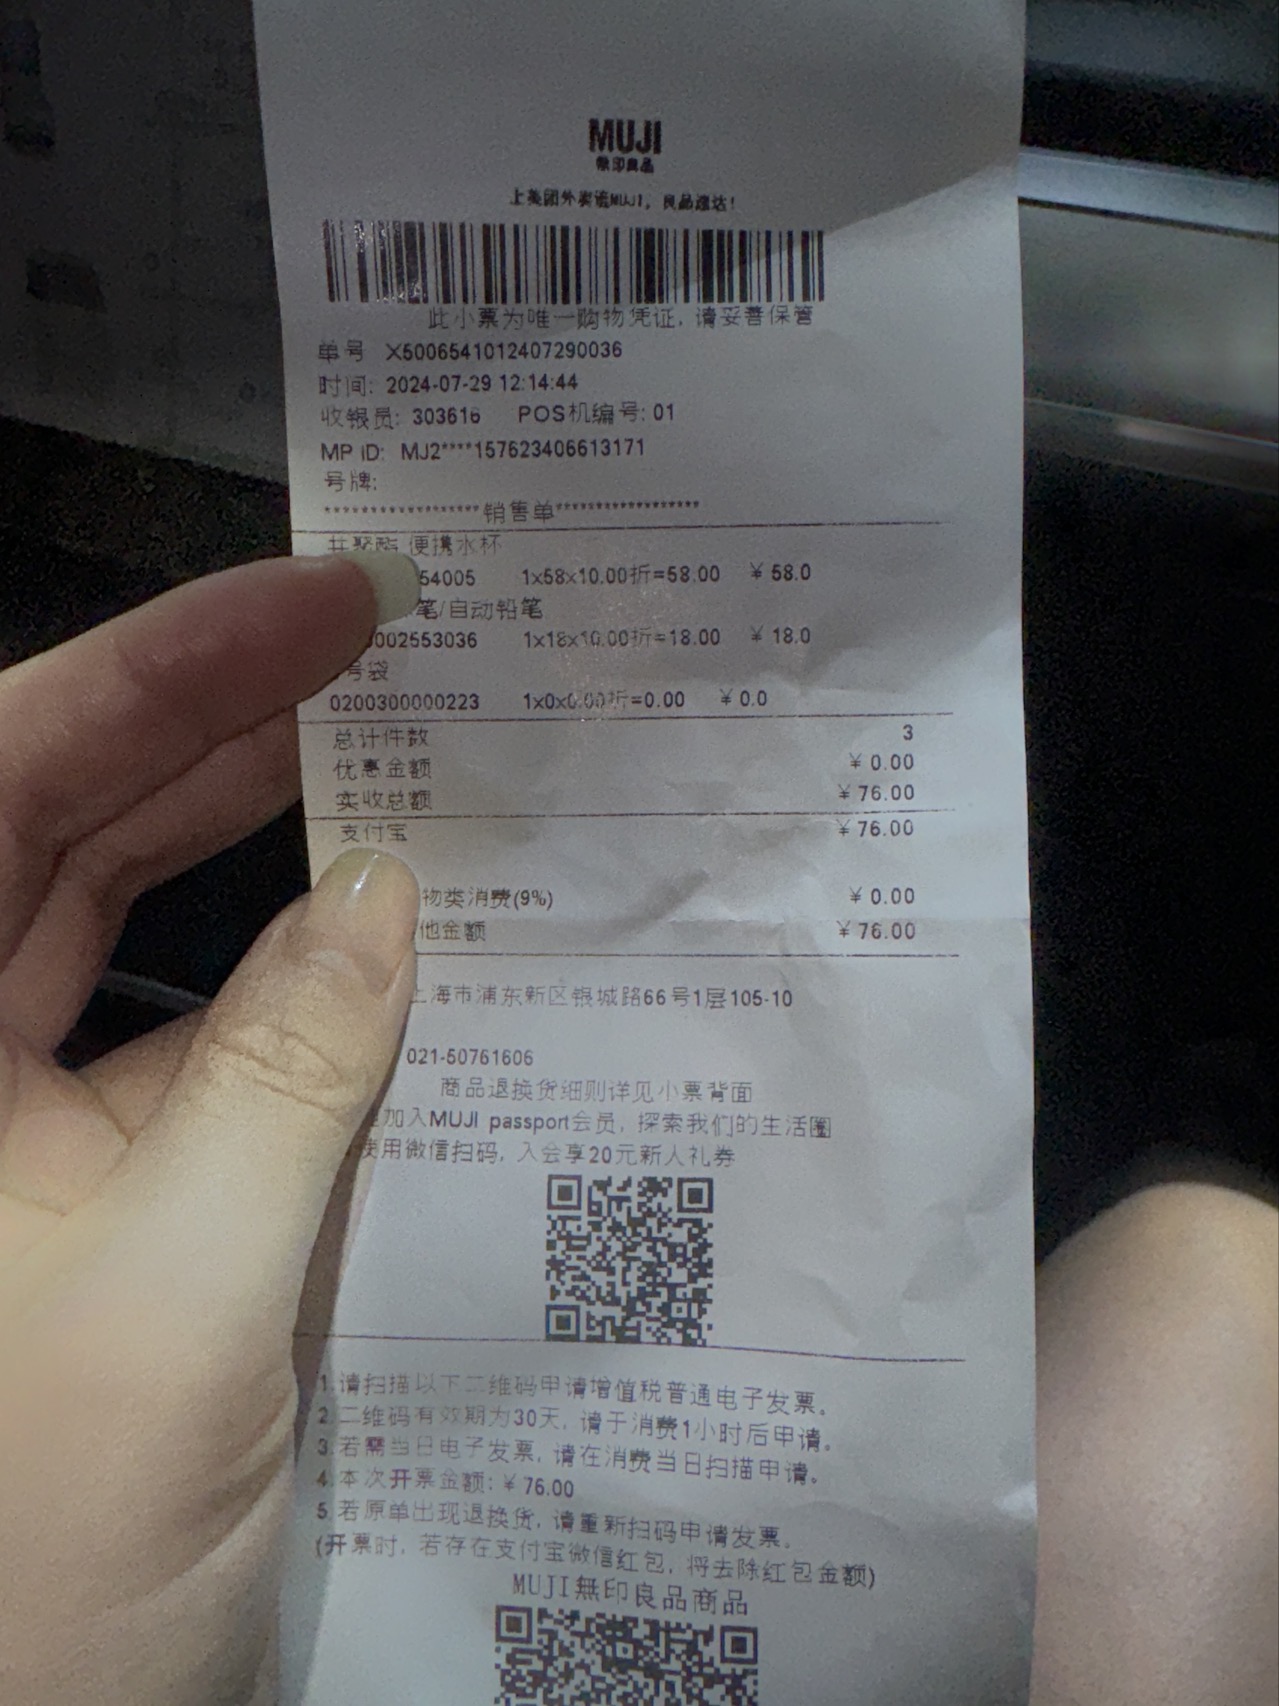 MUJI
無印良品
上美团外卖逛MUJI，良品速达！
此小票为唯一购物凭证，请妥善保管
单号 X5006541012407290036
时间: 2024-07-29 12:14:44
收银员: 303616 POS机编号: 01
MP ID: MJ2****157623406613171
号牌:
*******************销售单*****************
共聚酯 便携水杯
54005 1x58x10.00折=58.00 ￥58.0
笔/自动铅笔
002553036 1x18x10.00折=18.00 ￥18.0
号袋
0200300000223 1x0x0.00折=0.00 ￥0.0
总计件数 3
优惠金额 ￥0.00
实收总额 ￥76.00
支付宝 ￥76.00
物类消费(9%) ￥0.00
他金额 ￥76.00
上海市浦东新区银城路66号1层105-10
021-50761606
商品退换货细则详见小票背面
加入MUJI passport会员，探索我们的生活圈
使用微信扫码，入会享20元新人礼券
1.请扫描以下二维码申请增值税普通电子发票。
2.二维码有效期为30天，请于消费1小时后申请。
3.若需当日电子发票，请在消费当日扫描申请。
4.本次开票金额: ￥76.00
5.若原单出现退换货，请重新扫码申请发票。
(开票时，若存在支付宝微信红包，将去除红包金额)
MUJI無印良品商品